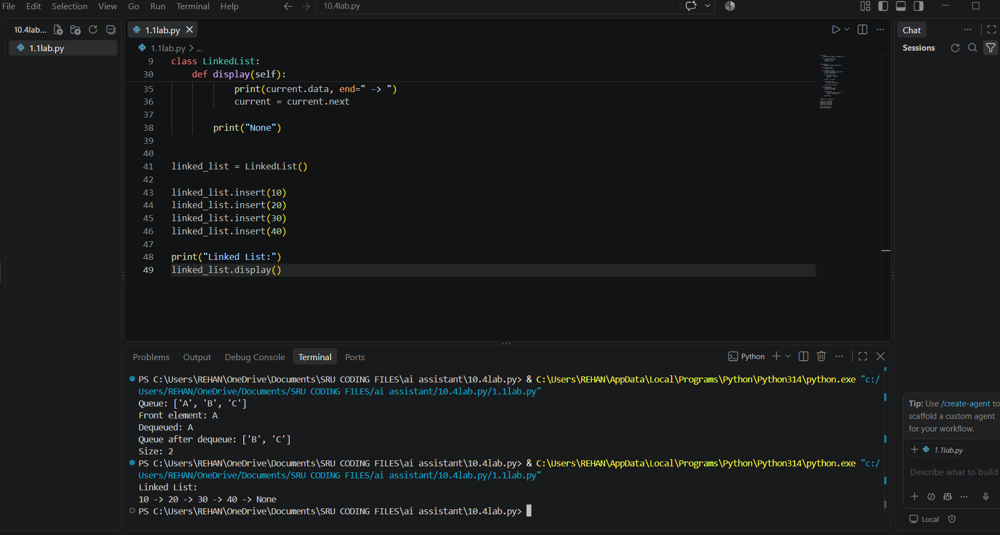 File Edit Selection View Go Run Terminal Help
10.4lab.py
10.4lab...
1.1lab.py
1.1lab.py
1.1lab.py > ...
9 class LinkedList:
30 def display(self):
35 print(current.data, end=" -> ")
36 current = current.next
37
38 print("None")
39
40
41 linked_list = LinkedList()
42
43 linked_list.insert(10)
44 linked_list.insert(20)
45 linked_list.insert(30)
46 linked_list.insert(40)
47
48 print("Linked List:")
49 linked_list.display()
Problems Output Debug Console Terminal Ports
Python
PS C:\Users\REHAN\OneDrive\Documents\SRU CODING FILES\ai assistant\10.4lab.py> & C:\Users\REHAN\AppData\Local\Programs\Python\Python314\python.exe "c:/
Users/REHAN/OneDrive/Documents/SRU CODING FILES/ai assistant/10.4lab.py/1.1lab.py"
Queue: ['A', 'B', 'C']
Front element: A
Dequeued: A
Queue after dequeue: ['B', 'C']
Size: 2
PS C:\Users\REHAN\OneDrive\Documents\SRU CODING FILES\ai assistant\10.4lab.py> & C:\Users\REHAN\AppData\Local\Programs\Python\Python314\python.exe "c:/
Users/REHAN/OneDrive/Documents/SRU CODING FILES/ai assistant/10.4lab.py/1.1lab.py"
Linked List:
10 -> 20 -> 30 -> 40 -> None
PS C:\Users\REHAN\OneDrive\Documents\SRU CODING FILES\ai assistant\10.4lab.py>
Chat
Sessions
Tip: Use /create-agent to
scaffold a custom agent
for your workflow.
1.1lab.py
Describe what to build
Local